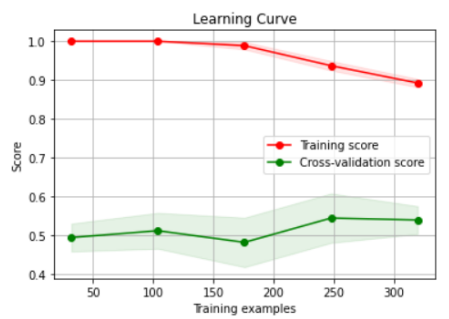 Learning Curve
1.0
0.9
0.8
0.7
0.6
0.5
0.4
Score
Training score
Cross-validation score
50
100
150
200
250
300
Training examples